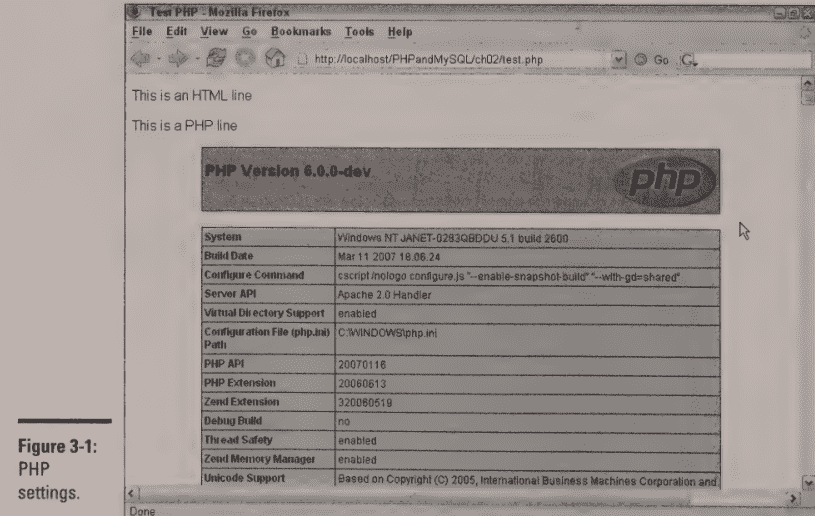 Test PHP - Mozilla Firefox
File Edit View Go Bookmarks Tools Help
http://localhost/PHPandMySQL/ch02/test.php Go
This is an HTML line
This is a PHP line
PHP Version 6.0.0-dev
php
System Windows NT JANET-0283QBDDU 5.1 build 2600
Build Date Mar 11 2007 18:06:24
Configure Command cscript /nologo configure.js "--enable-snapshot-build" "--with-gd=shared"
Server API Apache 2.0 Handler
Virtual Directory Support enabled
Configuration File (php.ini) Path C:\WINDOWS\php.ini
PHP API 20070116
PHP Extension 20060613
Zend Extension 320060519
Debug Build no
Thread Safety enabled
Zend Memory Manager enabled
Unicode Support Based on Copyright (C) 2005, International Business Machines Corporation and
Done
Figure 3-1:
PHP
settings.